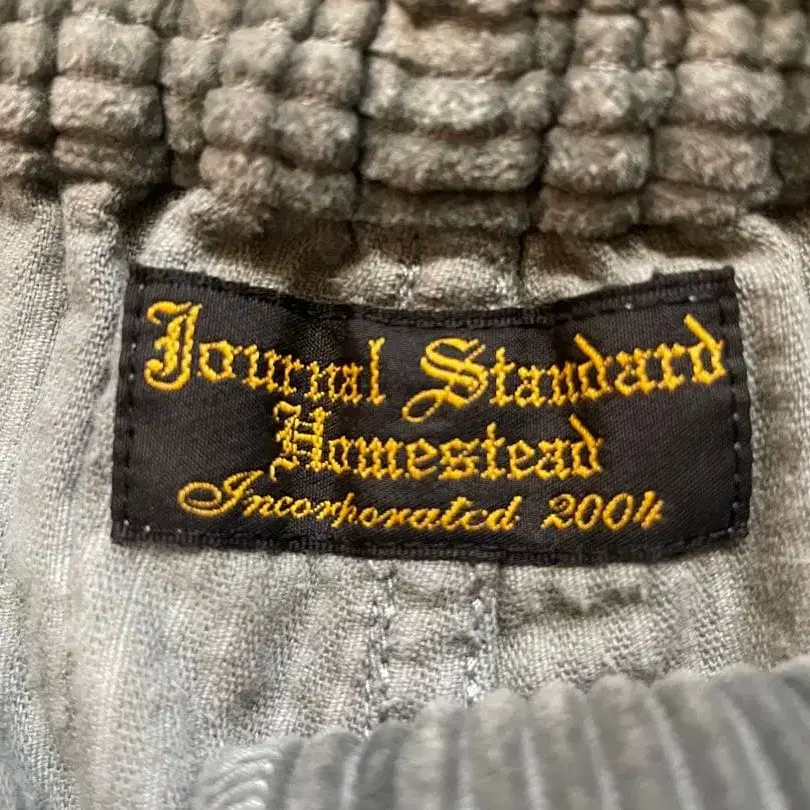 Journal Standard
Homestead
Incorporated 2004